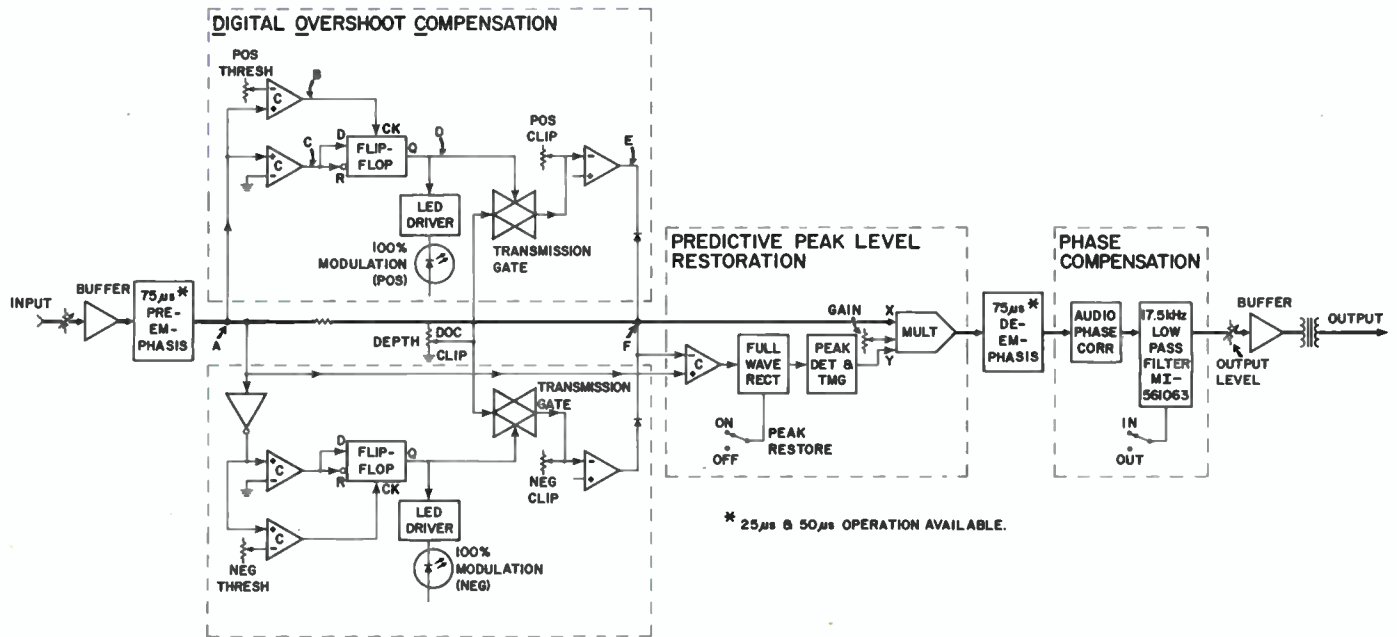 DIGITAL OVERSHOOT COMPENSATION
POS
THRESH
-
C
+
B
+
C
-
C
D
CK
FLIP-
FLOP
R
Q
D
LED
DRIVER
100%
MODULATION
(POS)
TRANSMISSION
GATE
POS
CLIP
-
+
E
INPUT
BUFFER
75µs *
PRE-
EM-
PHASIS
A
DOC
DEPTH
CLIP
F
PREDICTIVE PEAK LEVEL
RESTORATION
-
C
+
FULL
WAVE
RECT
PEAK
DET &
TMG
GAIN
X
Y
MULT
ON
OFF
PEAK
RESTORE
75µs *
DE-
EM-
PHASIS
PHASE
COMPENSATION
AUDIO
PHASE
CORR
17.5kHz
LOW
PASS
FILTER
MI-
561063
IN
OUT
OUTPUT
LEVEL
BUFFER
OUTPUT
TRANSMISSION
GATE
D
FLIP-
FLOP
R
CK
Q
+
C
-
+
C
-
NEG
THRESH
LED
DRIVER
100%
MODULATION
(NEG)
NEG
CLIP
-
+
* 25µs & 50µs OPERATION AVAILABLE.